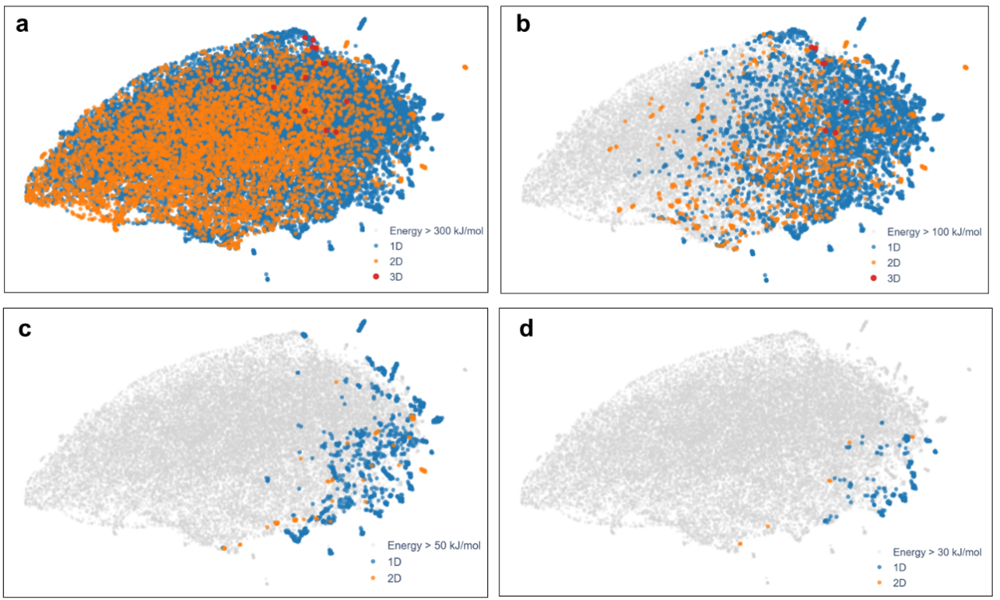 a
Energy > 300 kJ/mol
1D
2D
3D
b
Energy > 100 kJ/mol
1D
2D
3D
c
Energy > 50 kJ/mol
1D
2D
d
Energy > 30 kJ/mol
1D
2D